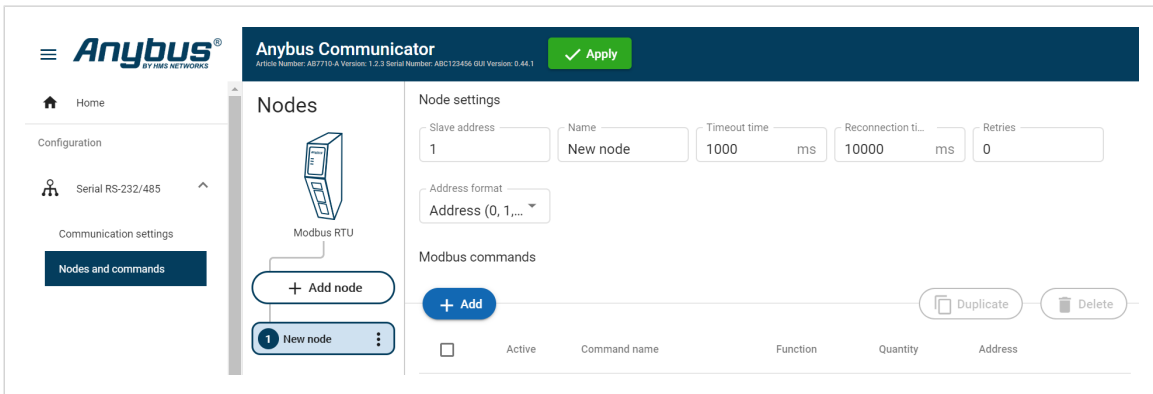 Anybus®
BY HMS NETWORKS
Anybus Communicator
Article Number: AB7710-A Version: 1.2.3 Serial Number: ABC123456 GUI Version: 0.44.1
Apply
Home
Configuration
Serial RS-232/485
Communication settings
Nodes and commands
Nodes
Modbus RTU
+ Add node
1 New node
Node settings
Slave address
1
Name
New node
Timeout time
1000 ms
Reconnection ti...
10000 ms
Retries
0
Address format
Address (0, 1,...
Modbus commands
+ Add
Duplicate
Delete
Active Command name Function Quantity Address